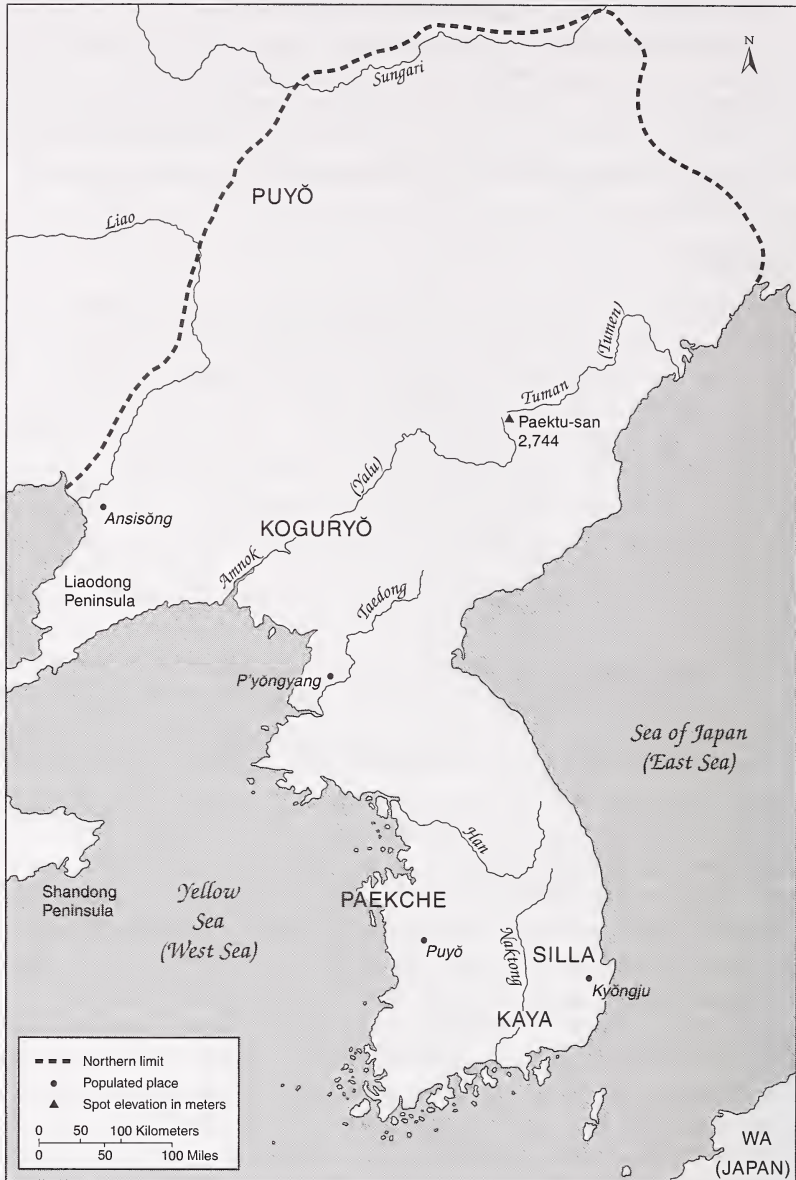 N
Sungari
PUYŎ
Liao
(Tumen)
Tuman
Paektu-san
2,744
(Yalu)
Ansisŏng
KOGURYŎ
Amnok
Liaodong
Peninsula
Taedong
P'yŏngyang
Sea of Japan
(East Sea)
Han
Shandong
Peninsula
Yellow
Sea
(West Sea)
PAEKCHE
Puyŏ
Naktong
SILLA
Kyŏngju
KAYA
Northern limit
Populated place
Spot elevation in meters
0 50 100 Kilometers
0 50 100 Miles
WA
(JAPAN)